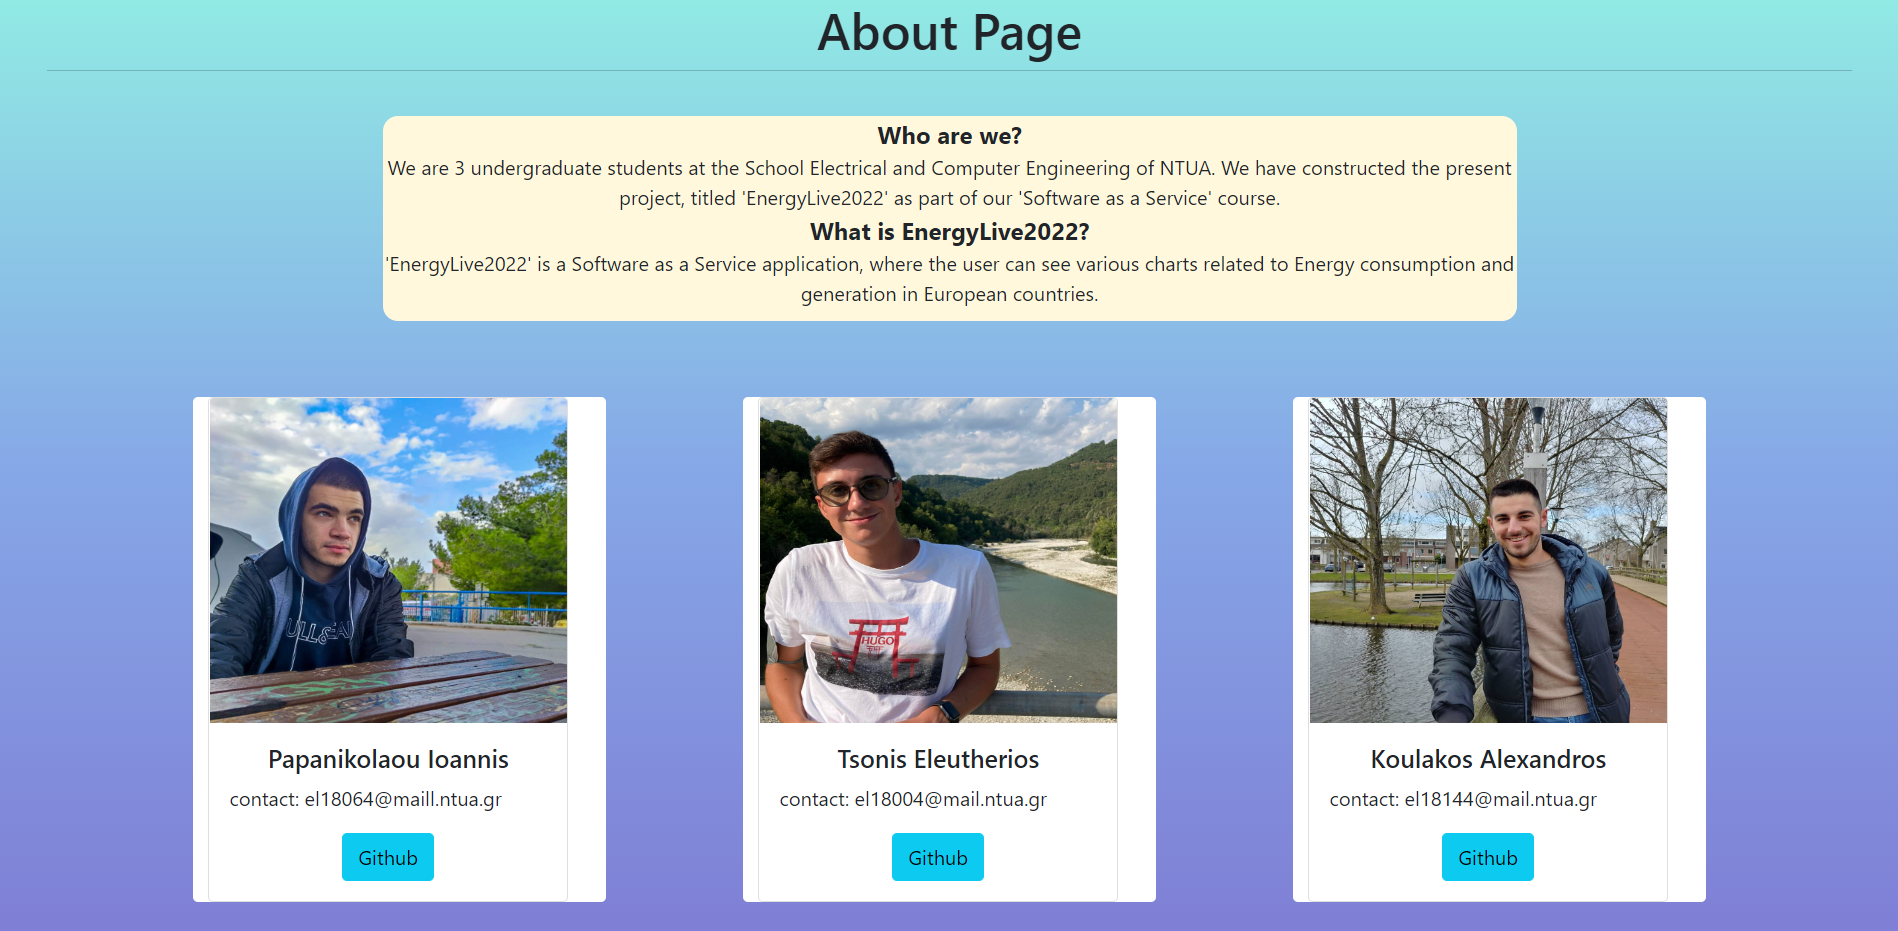 About Page
Who are we?
We are 3 undergraduate students at the School Electrical and Computer Engineering of NTUA. We have constructed the present
project, titled 'EnergyLive2022' as part of our 'Software as a Service' course.
What is EnergyLive2022?
'EnergyLive2022' is a Software as a Service application, where the user can see various charts related to Energy consumption and
generation in European countries.
HUGO
Papanikolaou Ioannis
contact: el18064@maill.ntua.gr
Github
Tsonis Eleutherios
contact: el18004@mail.ntua.gr
Github
Koulakos Alexandros
contact: el18144@mail.ntua.gr
Github